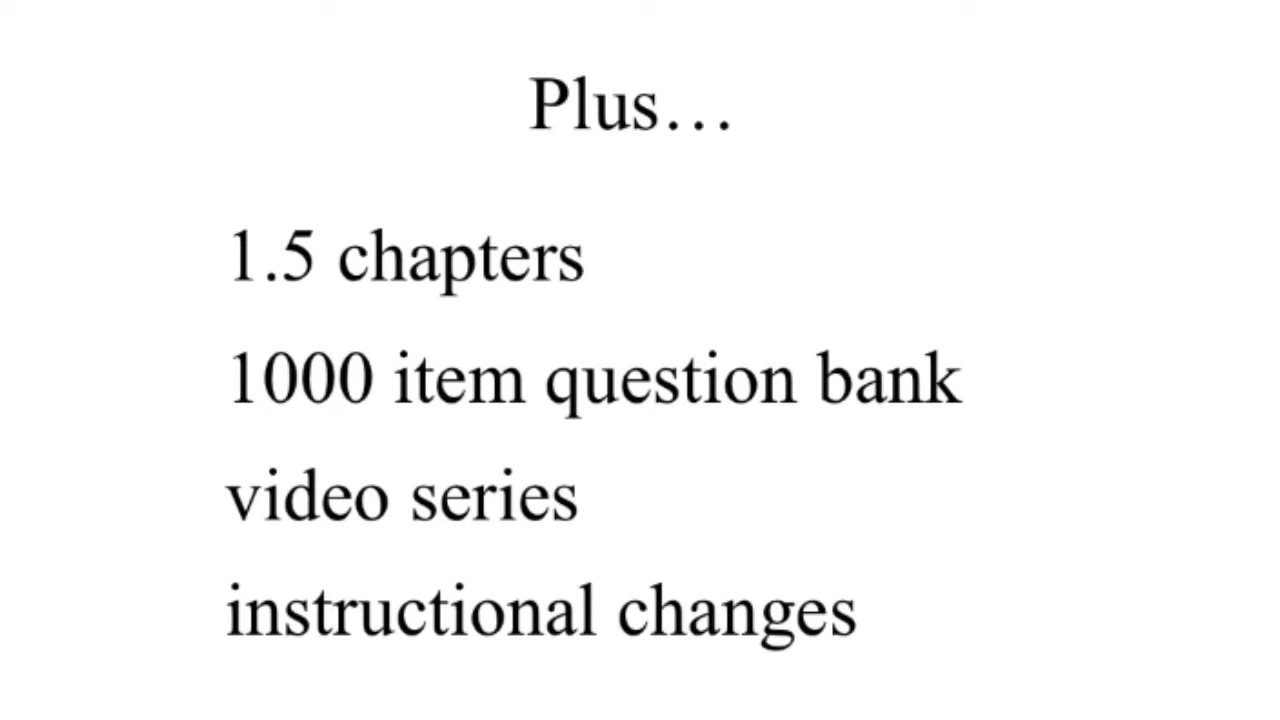 Plus…
1.5 chapters
1000 item question bank
video series
instructional changes